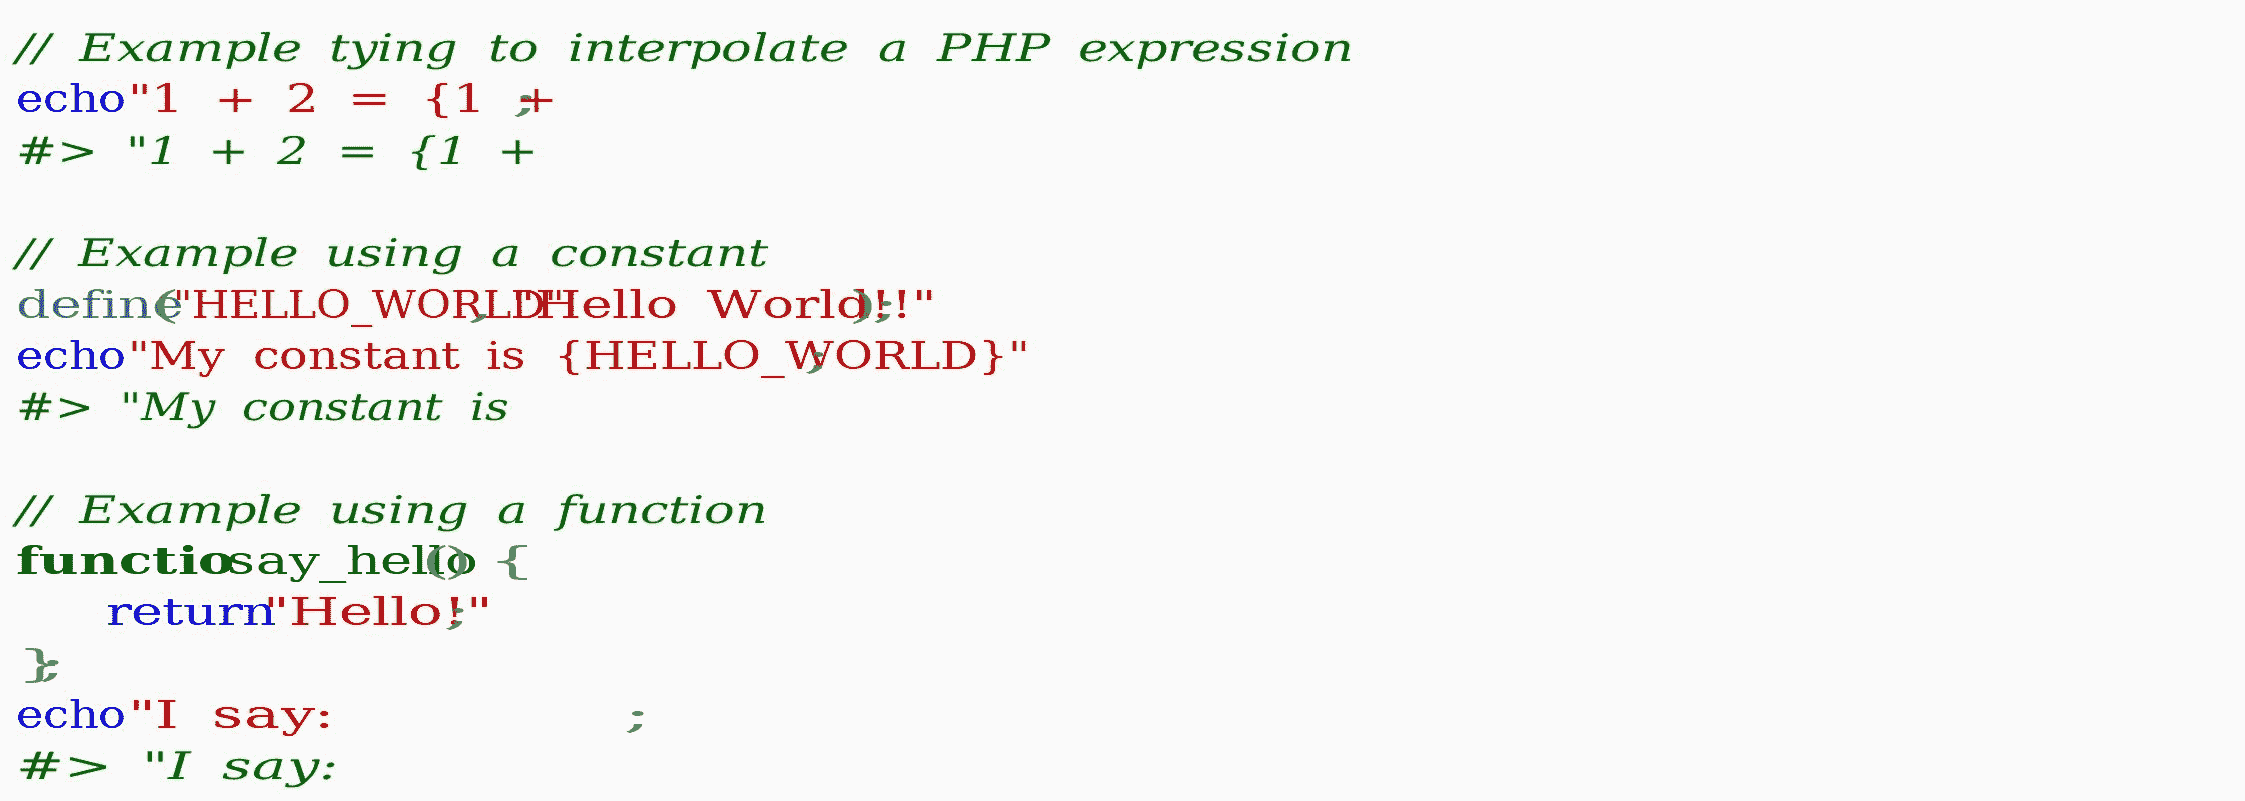 // Example tying to interpolate a PHP expression
echo"1 + 2 = {1 +;
#> "1 + 2 = {1 +
// Example using a constant
define("HELLO_WORLD","Hello World!!");
echo"My constant is {HELLO_WORLD}";
#> "My constant is
// Example using a function
functio say_hello() {
return"Hello!";
};
echo"I say: ;
#> "I say: